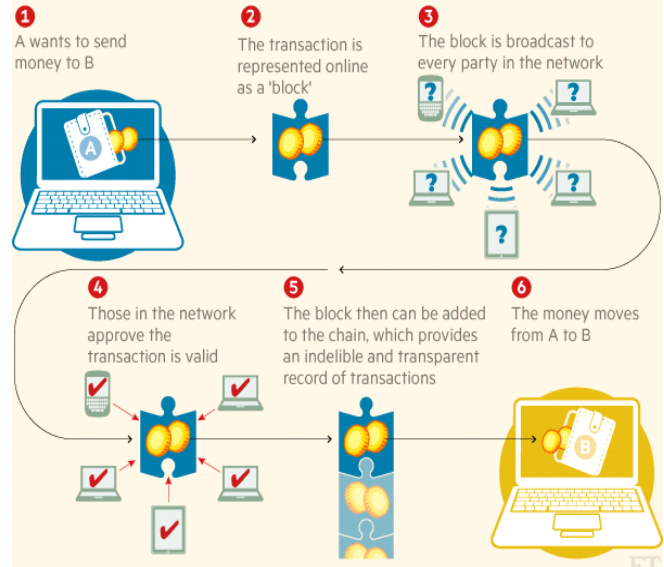 1
A wants to send
money to B
2
The transaction is
represented online
as a 'block'
3
The block is broadcast to
every party in the network
A
?
?
?
?
?
4
Those in the network
approve the
transaction is valid
5
The block then can be added
to the chain, which provides
an indelible and transparent
record of transactions
6
The money moves
from A to B
B
FT